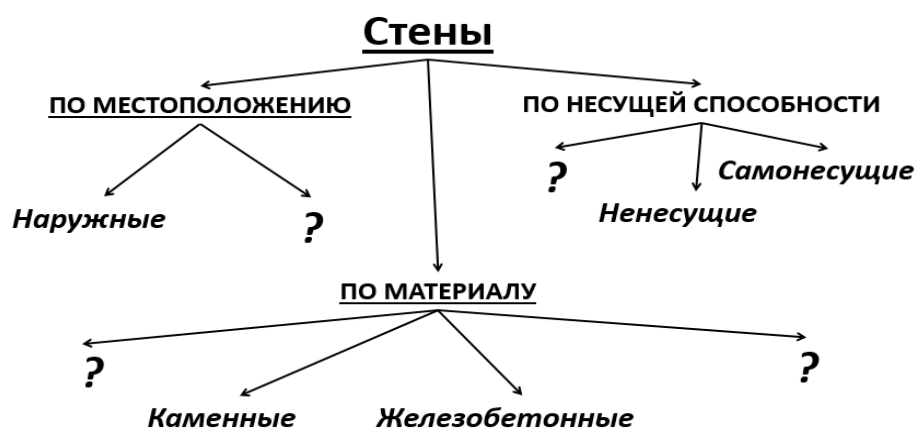 Стены
ПО МЕСТОПОЛОЖЕНИЮ
ПО НЕСУЩЕЙ СПОСОБНОСТИ
Наружные
?
?
Ненесущие
Самонесущие
ПО МАТЕРИАЛУ
?
Каменные
Железобетонные
?